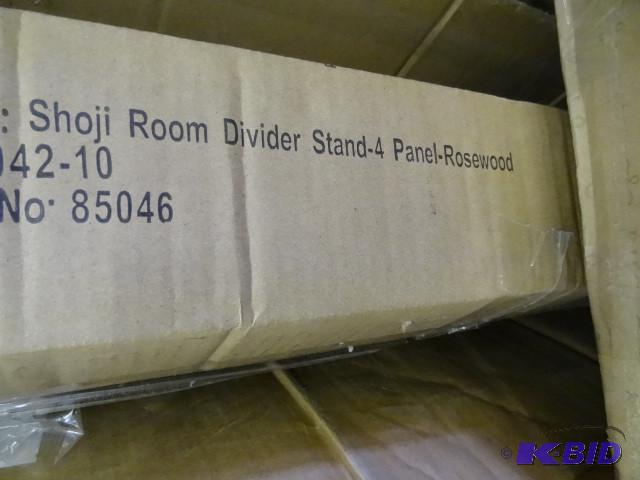 : Shoji Room Divider Stand-4 Panel-Rosewood
042-10
No. 85046
© K-BID